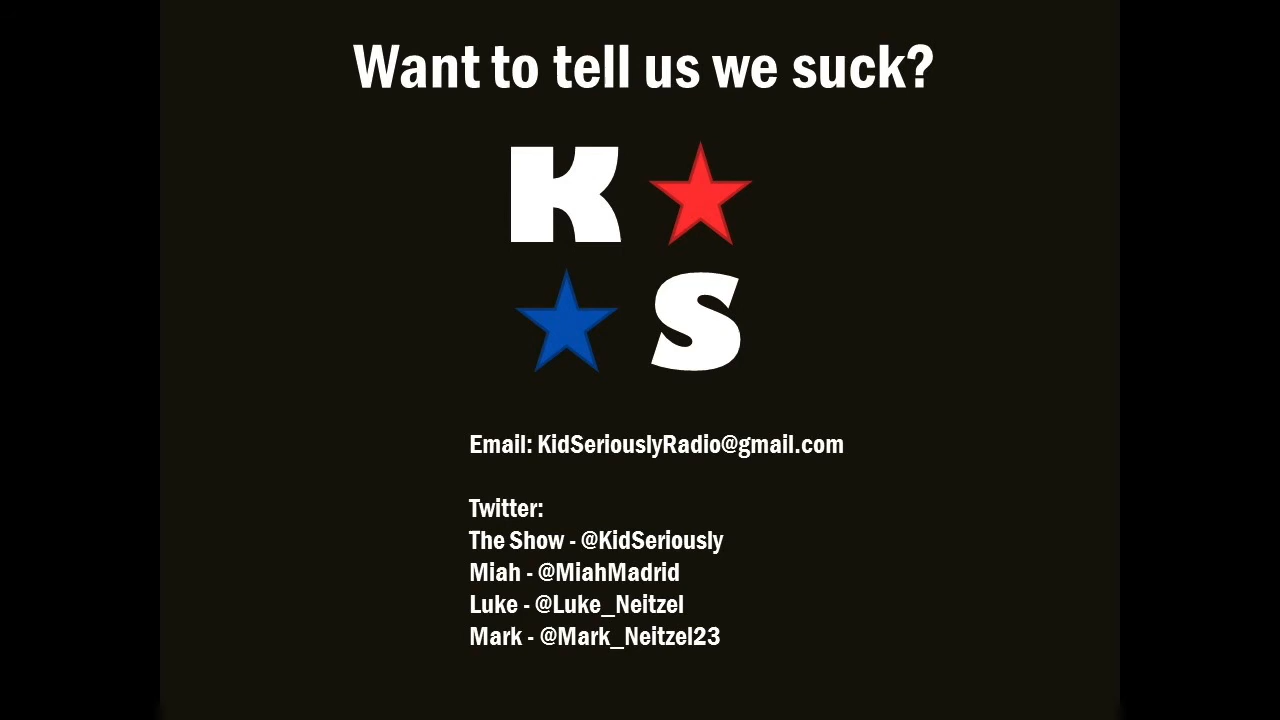 Want to tell us we suck?
K
S
Email: KidSeriouslyRadio@gmail.com
Twitter:
The Show - @KidSeriously
Miah - @MiahMadrid
Luke - @Luke_Neitzel
Mark - @Mark_Neitzel23